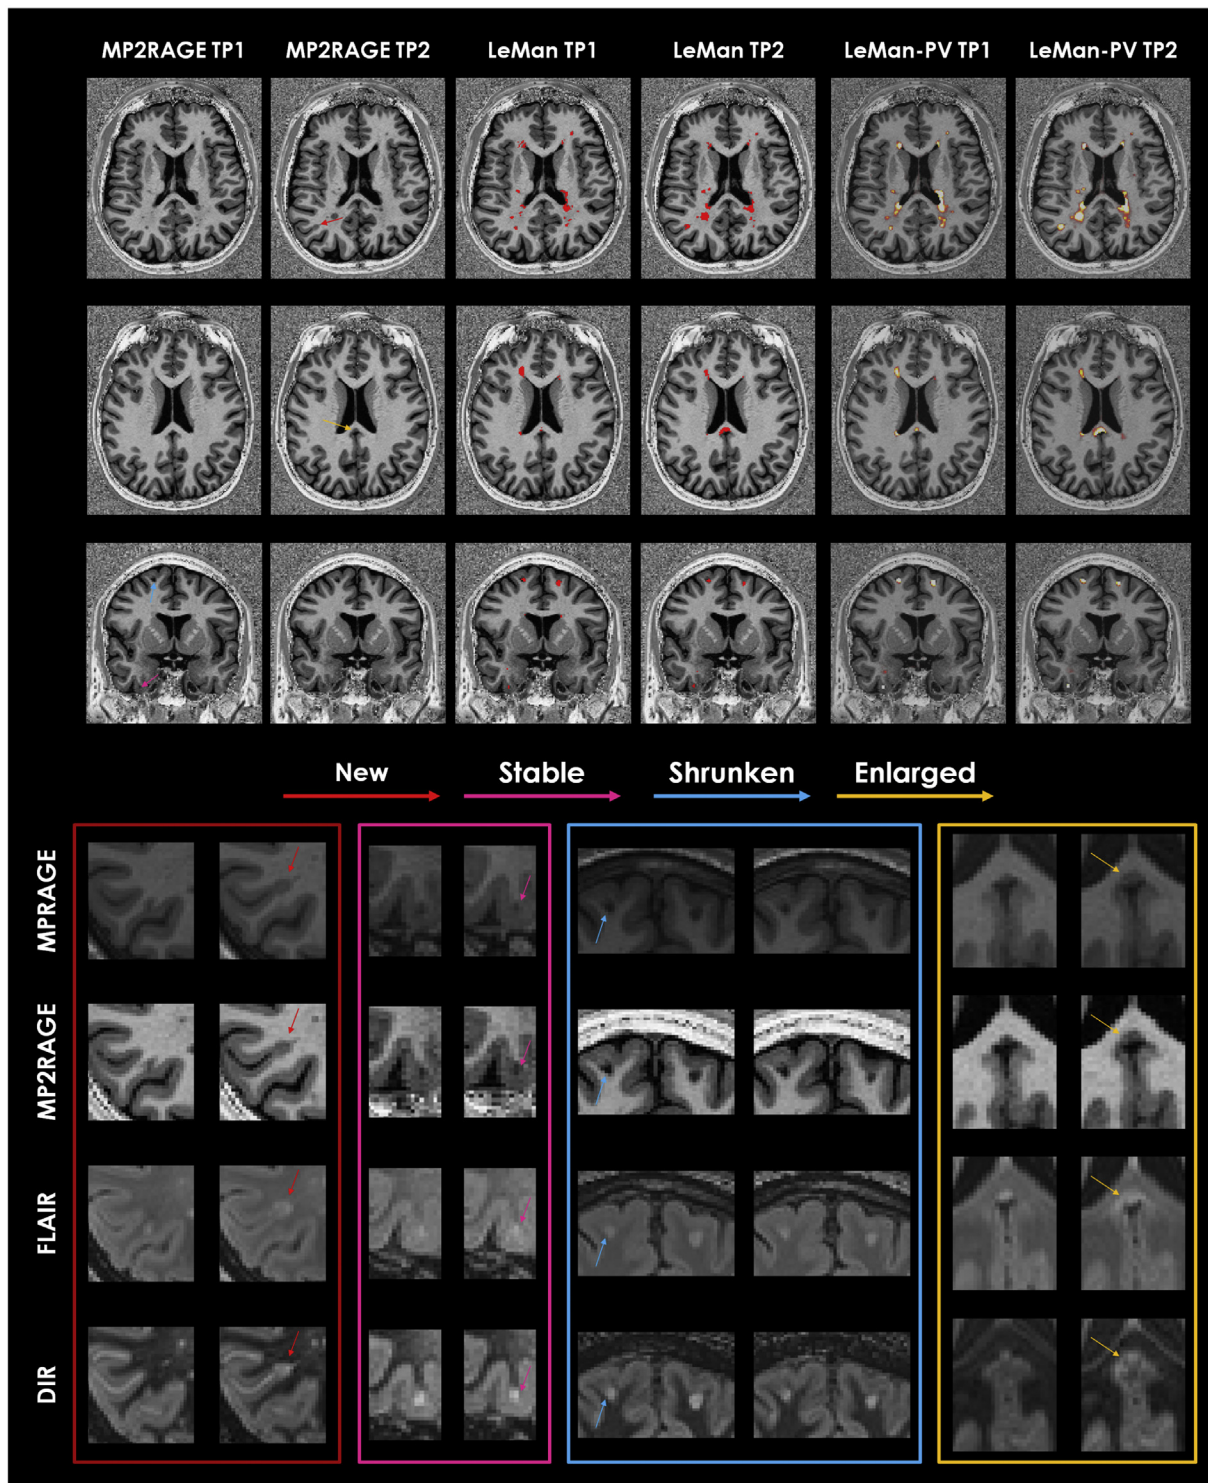 MP2RAGE TP1 MP2RAGE TP2 LeMan TP1 LeMan TP2 LeMan-PV TP1 LeMan-PV TP2
New Stable Shrunken Enlarged
MPRAGE
MP2RAGE
FLAIR
DIR